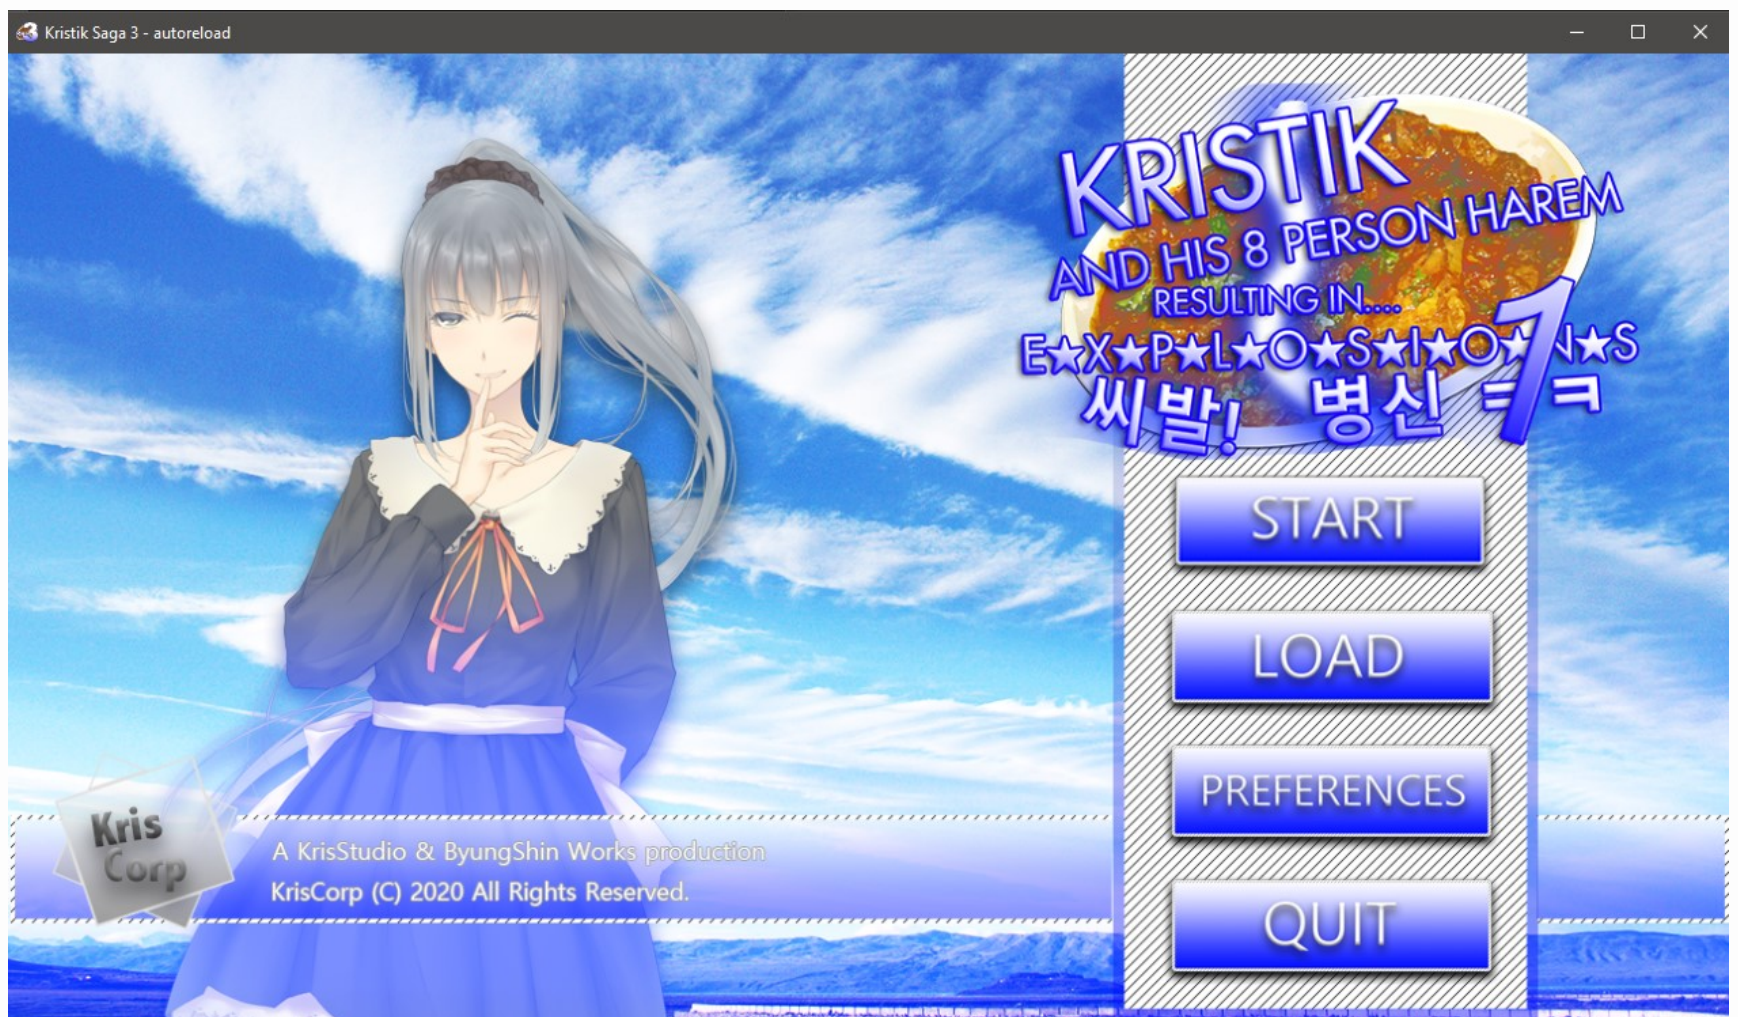 Kristik Saga 3 - autoreload
KRISTIK
AND HIS 8 PERSON HAREM
RESULTING IN....
E★X★P★L★O★S★I★O★N★S
씨발! 병신 ㅋㅋ
1
START
LOAD
PREFERENCES
QUIT
Kris
Corp
A KrisStudio & ByungShin Works production
KrisCorp (C) 2020 All Rights Reserved.